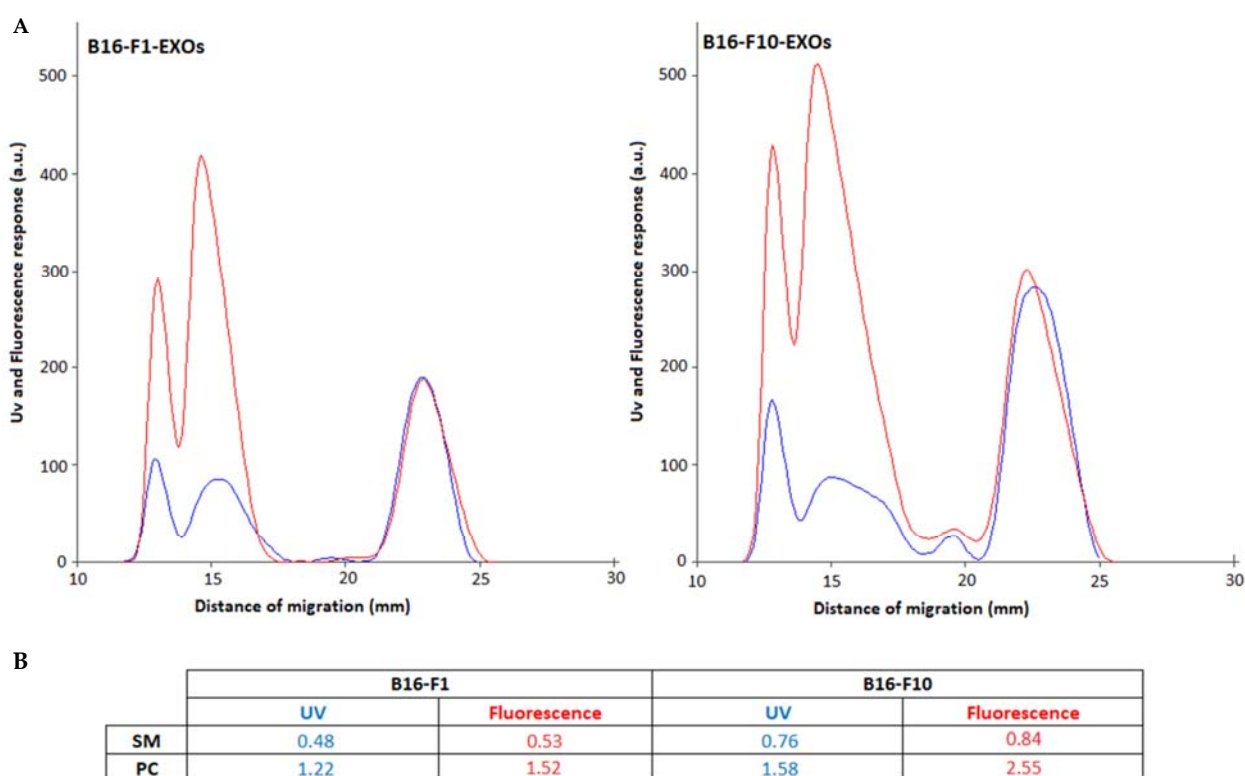 A
B16-F1-EXOs
Uv and Fluorescence response (a.u.)
500
400
300
200
100
0
10 15 20 25 30
Distance of migration (mm)
B16-F10-EXOs
Uv and Fluorescence response (a.u.)
500
400
300
200
100
0
10 15 20 25 30
Distance of migration (mm)
B
B16-F1 B16-F10
UV Fluorescence UV Fluorescence
SM 0.48 0.53 0.76 0.84
PC 1.22 1.52 1.58 2.55